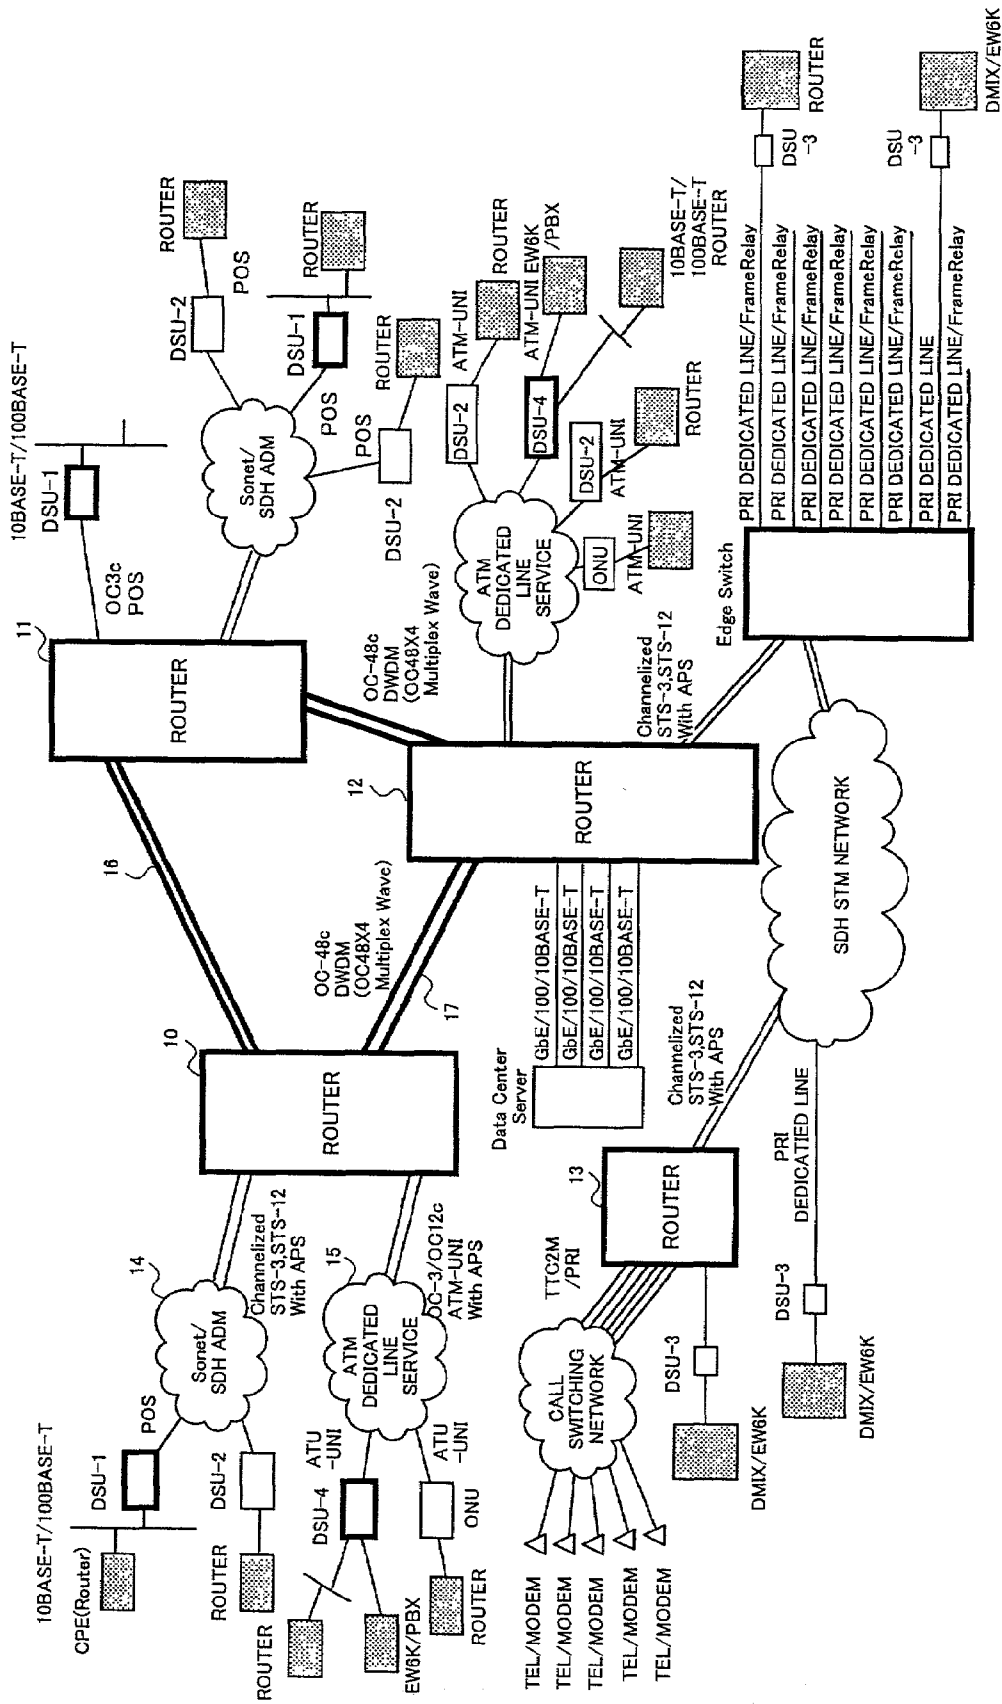 10BASE-T/100BASE-T
CPE(Router)
DSU-1
POS
DSU-2
ROUTER
14
Sonet/
SDH ADM
Channelized
STS-3,STS-12
With APS
ROUTER
DSU-4
EW6K/PBX
ATU
-UNI
ATU
-UNI
ONU
ROUTER
15
ATM
DEDICATED
LINE
SERVICE
OC-3/OC12c
ATM-UNI
With APS
10
ROUTER
16
17
OC-48c
DWDM
(OC48X4
Multiplex Wave)
11
ROUTER
OC3c
POS
DSU-1
10BASE-T/100BASE-T
Sonet/
SDH ADM
DSU-2
POS
ROUTER
DSU-1
POS
ROUTER
POS
DSU-2
ROUTER
OC-48c
DWDM
(OC48X4
Multiplex Wave)
12
ROUTER
ATM
DEDICATED
LINE
SERVICE
DSU-2
ATM-UNI
ROUTER
DSU-4
ATM-UNI
EW6K
/PBX
10BASE-T/
100BASE-T
ROUTER
DSU-2
ATM-UNI
ROUTER
ONU
ATM-UNI
Data Center
Server
GbE/100/10BASE-T
GbE/100/10BASE-T
GbE/100/10BASE-T
GbE/100/10BASE-T
Channelized
STS-3,STS-12
With APS
Edge Switch
PRI DEDICATED LINE/FrameRelay
PRI DEDICATED LINE/FrameRelay
PRI DEDICATED LINE/FrameRelay
PRI DEDICATED LINE/FrameRelay
PRI DEDICATED LINE/FrameRelay
PRI DEDICATED LINE/FrameRelay
PRI DEDICATED LINE
PRI DEDICATED LINE/FrameRelay
DSU
-3
ROUTER
DSU
-3
DMIX/EW6K
TEL/MODEM
TEL/MODEM
TEL/MODEM
TEL/MODEM
TEL/MODEM
CALL
SWITCHING
NETWORK
TTC2M
/PRI
13
ROUTER
DSU-3
DMIX/EW6K
Channelized
STS-3,STS-12
With APS
SDH STM NETWORK
PRI
DEDICATIED LINE
DSU-3
DMIX/EW6K